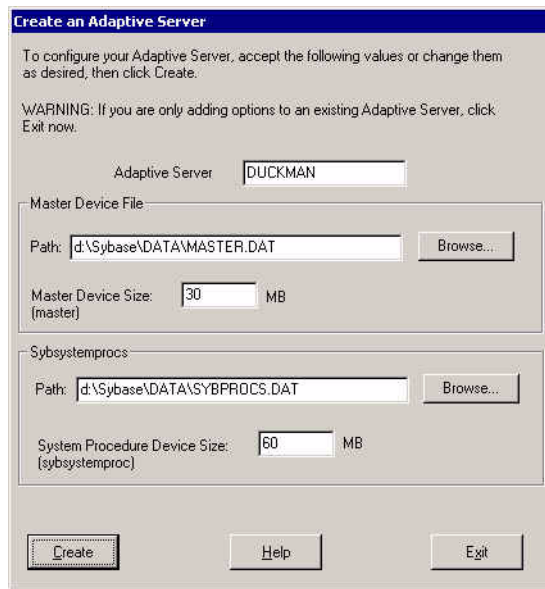 Create an Adaptive Server
To configure your Adaptive Server, accept the following values or change them
as desired, then click Create.
WARNING: If you are only adding options to an existing Adaptive Server, click
Exit now.
Adaptive Server DUCKMAN
Master Device File
Path: d:\Sybase\DATA\MASTER.DAT Browse...
Master Device Size: 30 MB
(master)
Sybsystemprocs
Path: d:\Sybase\DATA\SYBPROCS.DAT Browse...
System Procedure Device Size: 60 MB
(sybsystemproc)
Create Help Exit